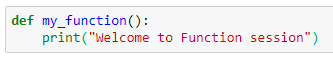 def my_function():
    print("Welcome to Function session")